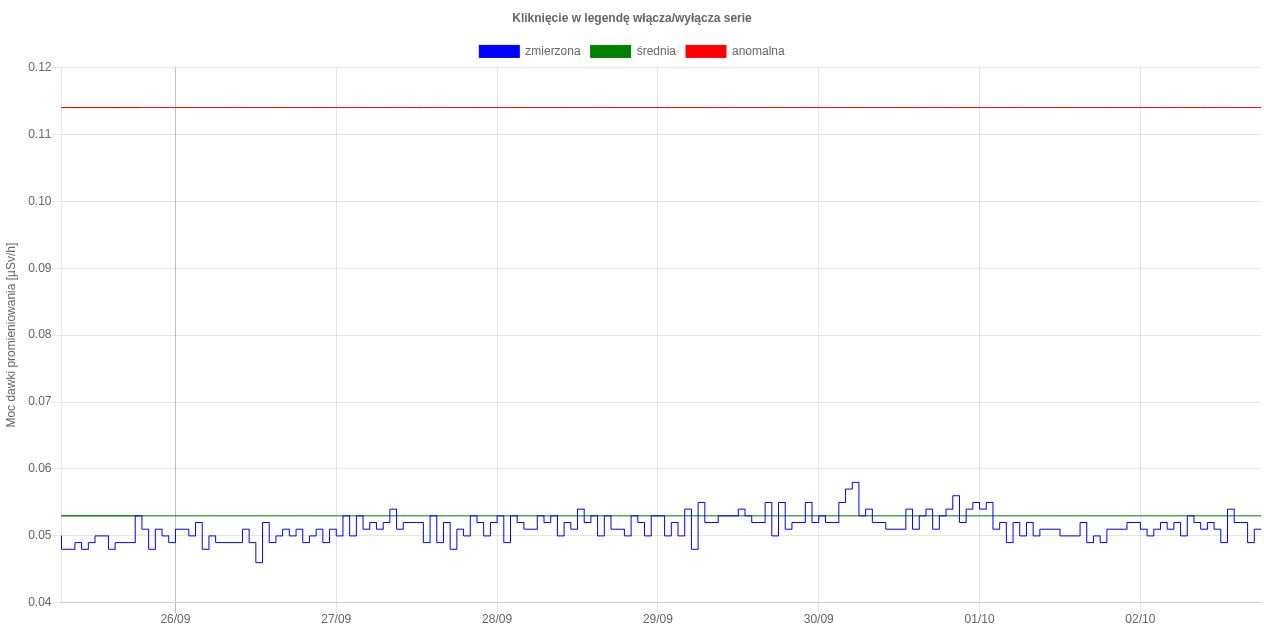 Kliknięcie w legendę włącza/wyłącza serie
zmierzona średnia anomalna
Moc dawki promieniowania [µSv/h]
0.12
0.11
0.10
0.09
0.08
0.07
0.06
0.05
0.04
26/09 27/09 28/09 29/09 30/09 01/10 02/10